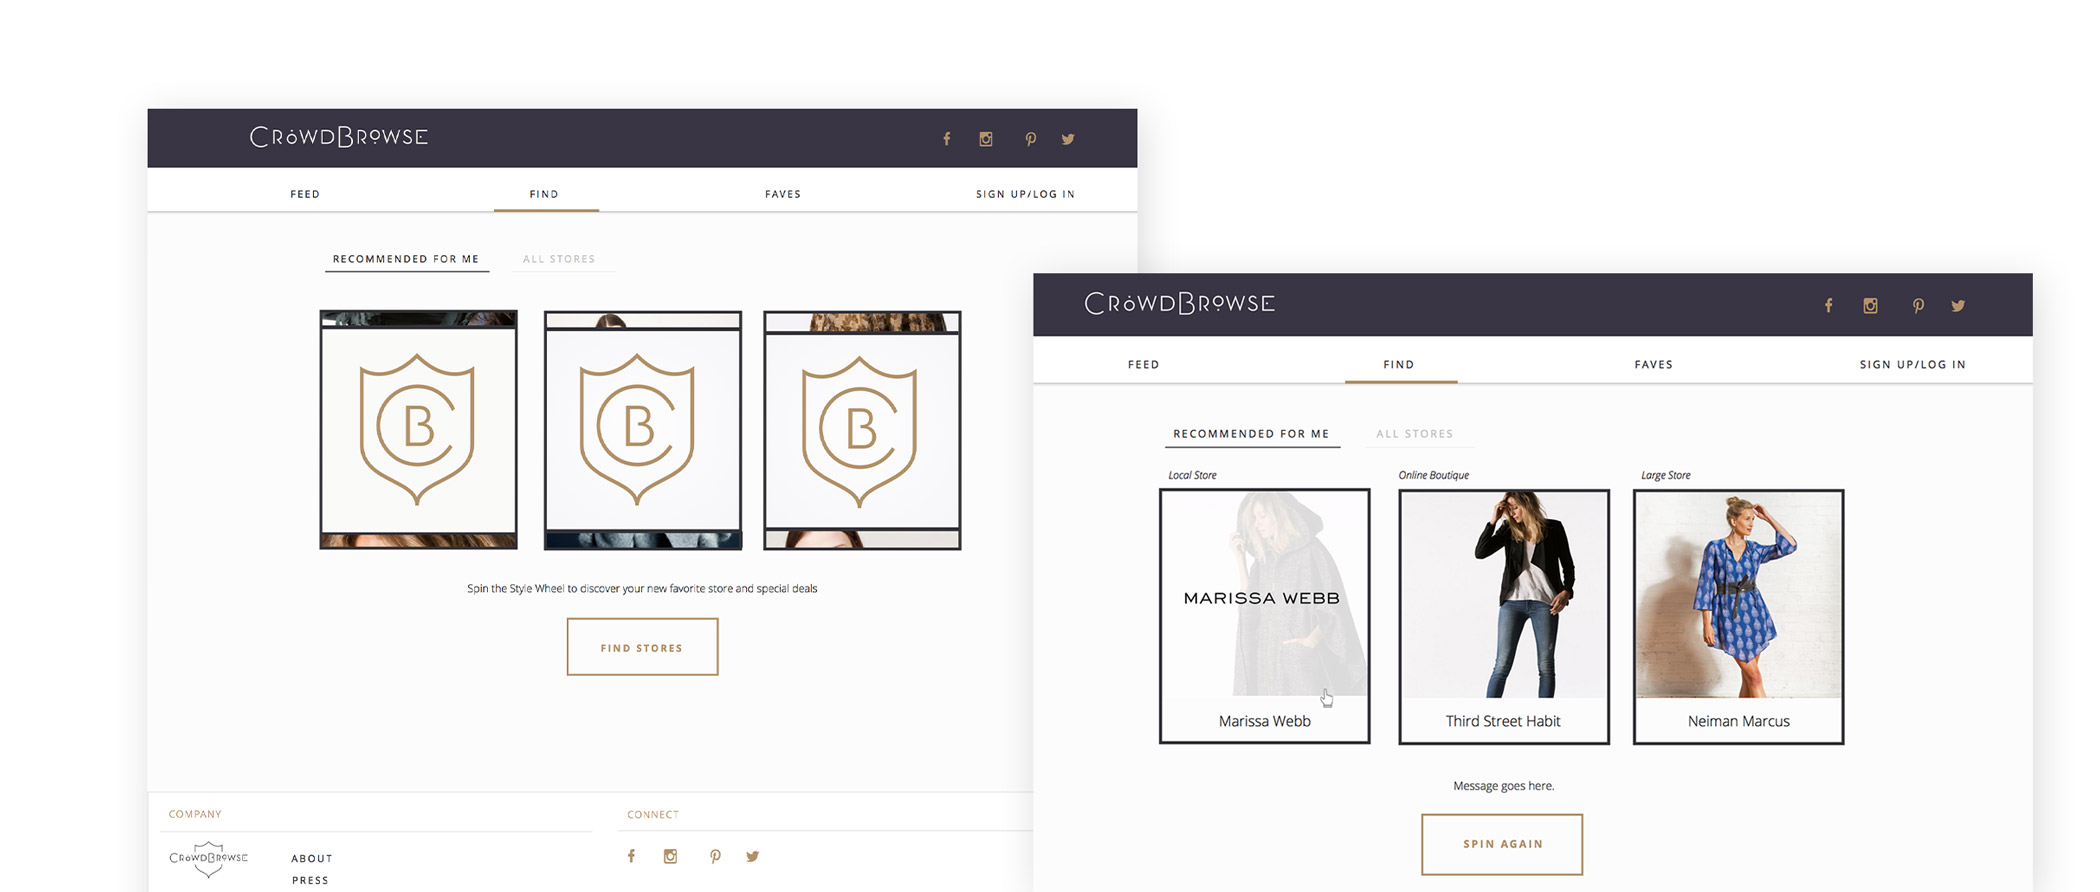 CROWDBROWSE
FEED FIND FAVES SIGN UP/LOG IN
RECOMMENDED FOR ME ALL STORES
CB CB CB
Spin the Style Wheel to discover your new favorite store and special deals
FIND STORES
COMPANY CONNECT
CROWDBROWSE
ABOUT
PRESS
CROWDBROWSE
FEED FIND FAVES SIGN UP/LOG IN
RECOMMENDED FOR ME ALL STORES
Local Store Online Boutique Large Store
MARISSA WEBB
Marissa Webb Third Street Habit Neiman Marcus
Message goes here.
SPIN AGAIN